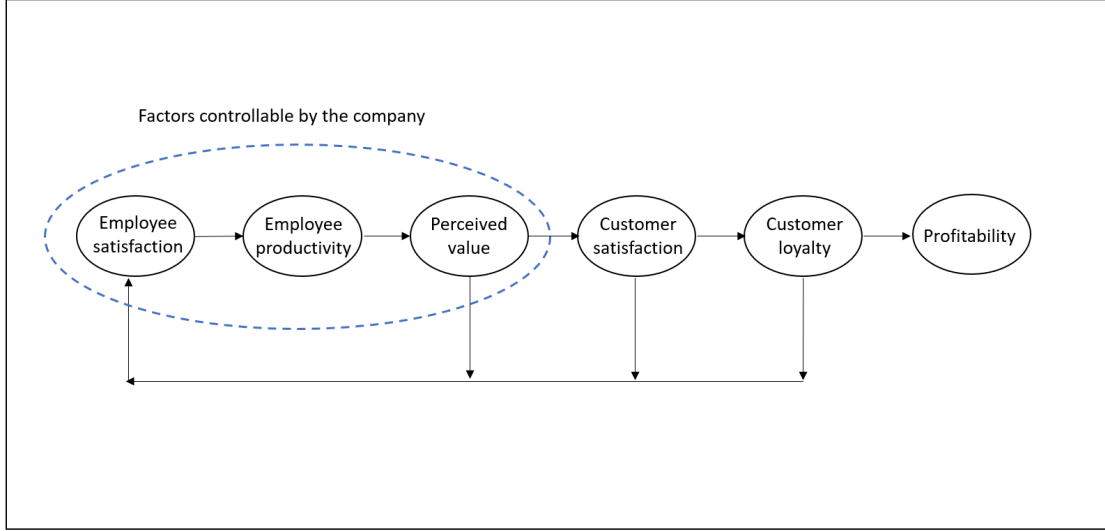 Factors controllable by the company
Employee
satisfaction
Employee
productivity
Perceived
value
Customer
satisfaction
Customer
loyalty
Profitability